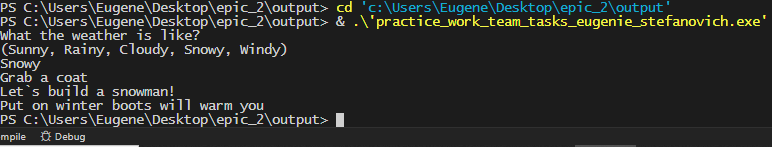 PS C:\Users\Eugene\Desktop\epic_2\output> cd 'c:\Users\Eugene\Desktop\epic_2\output'
PS C:\Users\Eugene\Desktop\epic_2\output> & .\'practice_work_team_tasks_eugenie_stefanovich.exe'
What the weather is like?
(Sunny, Rainy, Cloudy, Snowy, Windy)
Snowy
Grab a coat
Let`s build a snowman!
Put on winter boots will warm you
PS C:\Users\Eugene\Desktop\epic_2\output>
mpile Debug